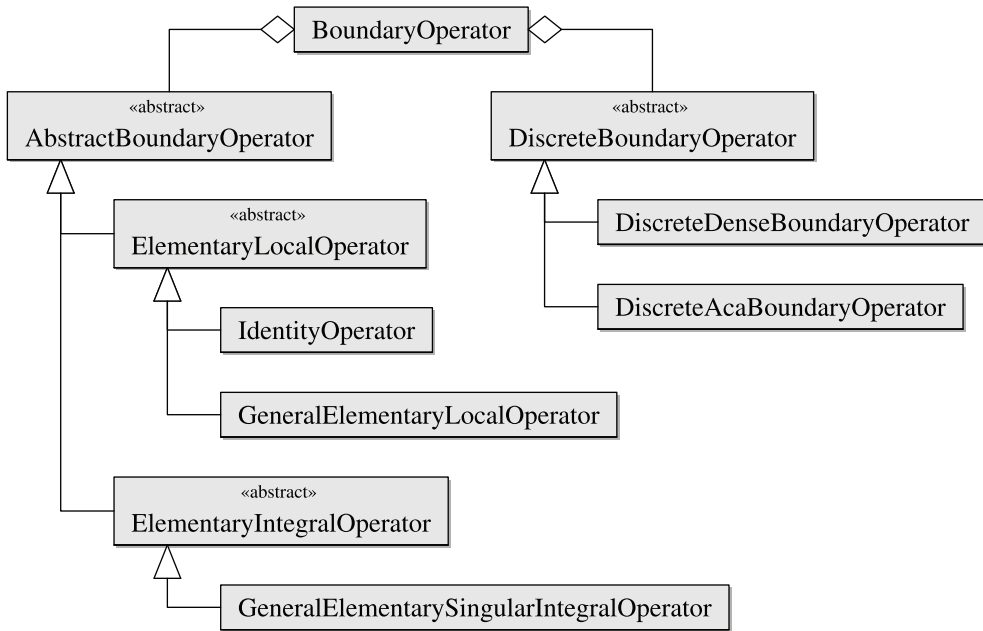 BoundaryOperator
«abstract»
AbstractBoundaryOperator
«abstract»
DiscreteBoundaryOperator
«abstract»
ElementaryLocalOperator
DiscreteDenseBoundaryOperator
IdentityOperator
DiscreteAcaBoundaryOperator
GeneralElementaryLocalOperator
«abstract»
ElementaryIntegralOperator
GeneralElementarySingularIntegralOperator